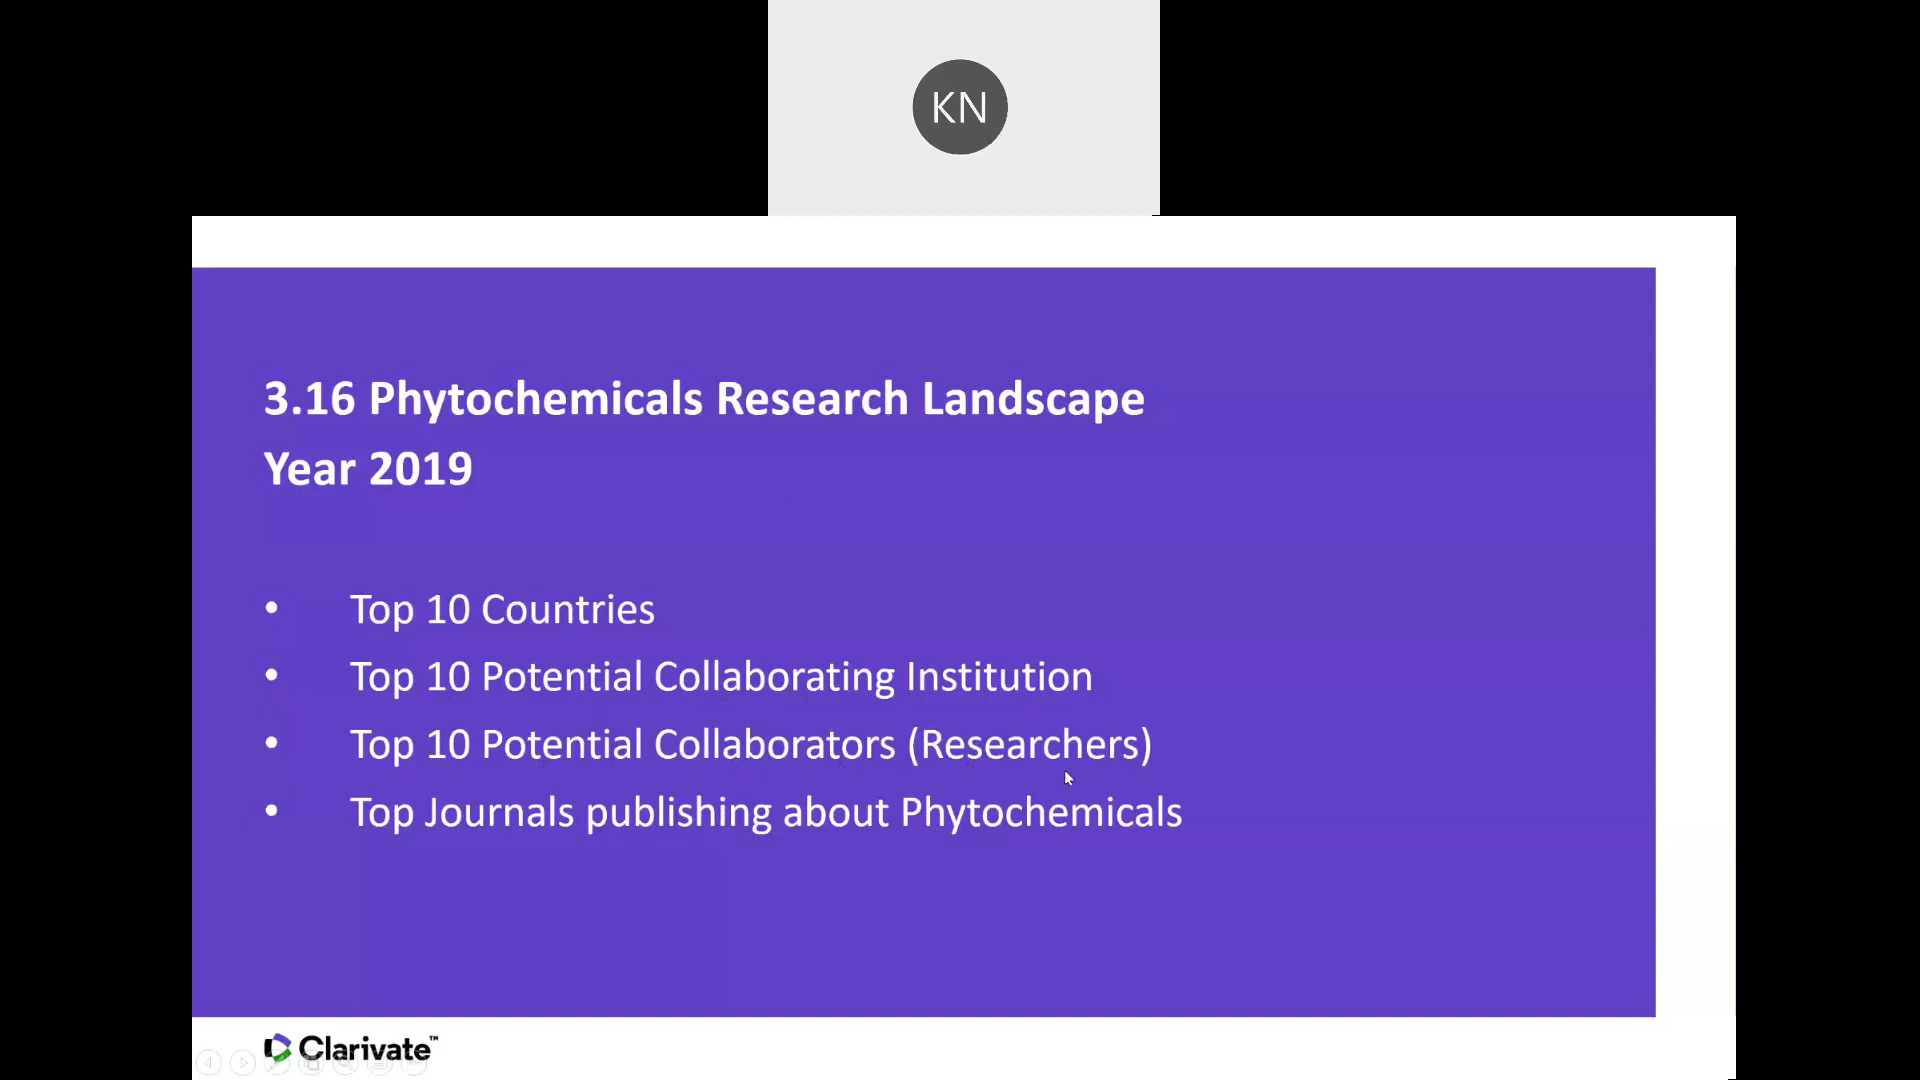 KN
3.16 Phytochemicals Research Landscape
Year 2019
• Top 10 Countries
• Top 10 Potential Collaborating Institution
• Top 10 Potential Collaborators (Researchers)
• Top Journals publishing about Phytochemicals
Clarivate™